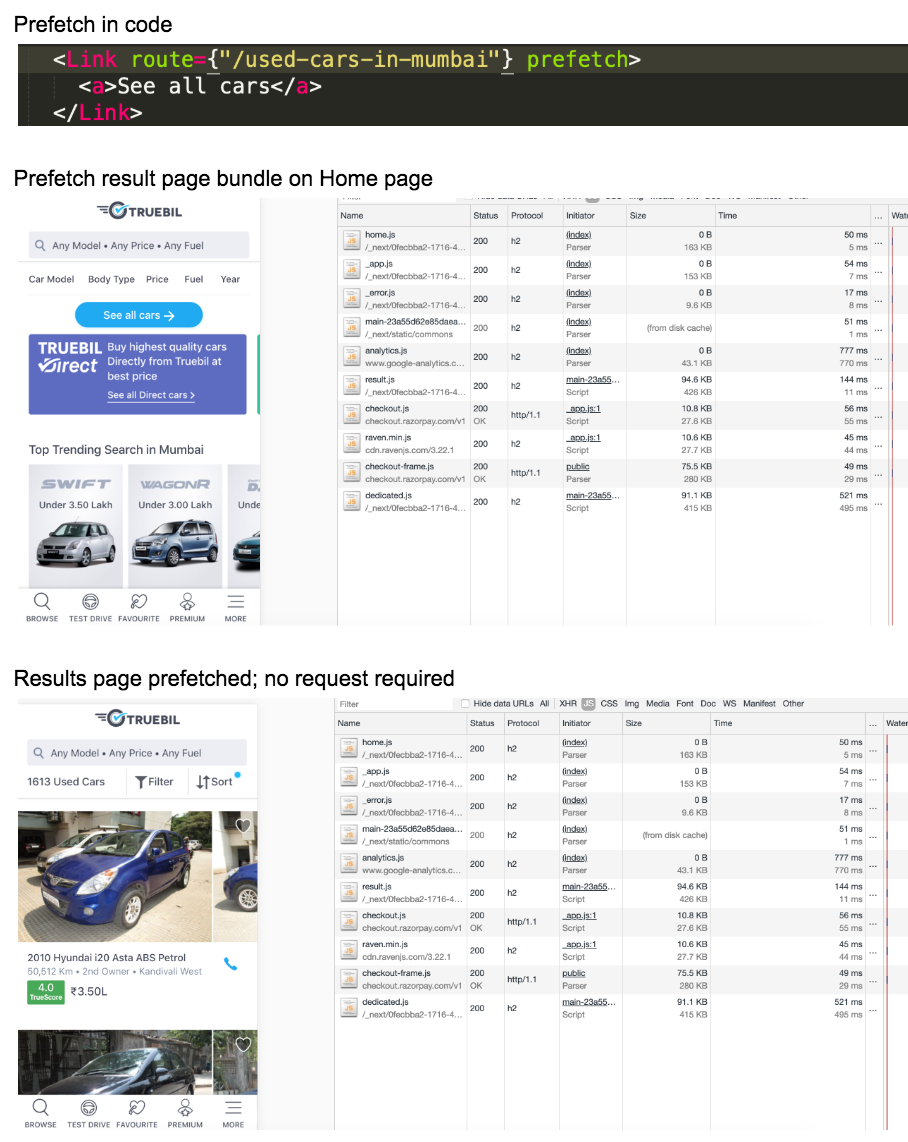 Prefetch in code
<Link route={"/used-cars-in-mumbai"} prefetch>
<a>See all cars</a>
</Link>
Prefetch result page bundle on Home page
TRUEBIL
Any Model • Any Price • Any Fuel
Car Model Body Type Price Fuel Year
See all cars →
TRUEBIL Direct
Buy highest quality cars
Directly from Truebil at
best price
See all Direct cars >
Top Trending Search in Mumbai
SWIFT WAGONR
Under 3.50 Lakh Under 3.00 Lakh Unde
BROWSE TEST DRIVE FAVOURITE PREMIUM MORE
Name Status Protocol Initiator Size Time ... Wate
home.js 200 h2 (index) 0 B 50 ms ...
/_next/0fecbba2-1716-4... Parser 163 KB 5 ms
_app.js 200 h2 (index) 0 B 54 ms ...
/_next/0fecbba2-1716-4... Parser 153 KB 7 ms
_error.js 200 h2 (index) 0 B 17 ms ...
/_next/0fecbba2-1716-4... Parser 9.6 KB 8 ms
main-23a55d62e85daea... 200 h2 (index) (from disk cache) 51 ms ...
/_next/static/commons Parser 1 ms
analytics.js 200 h2 (index) 0 B 777 ms ...
www.google-analytics.c... Parser 43.1 KB 770 ms
result.js 200 h2 main-23a55... 94.6 KB 144 ms ...
/_next/0fecbba2-1716-4... Script 426 KB 11 ms
checkout.js 200 http/1.1 _app.js:1 10.8 KB 56 ms ...
checkout.razorpay.com/v1 OK Script 27.6 KB 55 ms
raven.min.js 200 h2 _app.js:1 10.6 KB 45 ms ...
cdn.ravenjs.com/3.22.1 Script 27.7 KB 44 ms
checkout-frame.js 200 http/1.1 public 75.5 KB 49 ms ...
checkout.razorpay.com/v1 OK Parser 280 KB 29 ms
dedicated.js 200 h2 main-23a55... 91.1 KB 521 ms ...
/_next/0fecbba2-1716-4... Script 415 KB 495 ms
Results page prefetched; no request required
TRUEBIL
Any Model • Any Price • Any Fuel
1613 Used Cars Filter Sort
2010 Hyundai i20 Asta ABS Petrol
50,512 Km • 2nd Owner • Kandivali West
4.0 ₹3.50L
TrueScore
BROWSE TEST DRIVE FAVOURITE PREMIUM MORE
Filter Hide data URLs All XHR JS CSS Img Media Font Doc WS Manifest Other
Name Status Protocol Initiator Size Time ... Water
home.js 200 h2 (index) 0 B 50 ms ...
/_next/0fecbba2-1716-4... Parser 163 KB 5 ms
_app.js 200 h2 (index) 0 B 54 ms ...
/_next/0fecbba2-1716-4... Parser 153 KB 7 ms
_error.js 200 h2 (index) 0 B 17 ms ...
/_next/0fecbba2-1716-4... Parser 9.6 KB 8 ms
main-23a55d62e85daea... 200 h2 (index) (from disk cache) 51 ms ...
/_next/static/commons Parser 1 ms
analytics.js 200 h2 (index) 0 B 777 ms ...
www.google-analytics.c... Parser 43.1 KB 770 ms
result.js 200 h2 main-23a55... 94.6 KB 144 ms ...
/_next/0fecbba2-1716-4... Script 426 KB 11 ms
checkout.js 200 http/1.1 _app.js:1 10.8 KB 56 ms ...
checkout.razorpay.com/v1 OK Script 27.6 KB 55 ms
raven.min.js 200 h2 _app.js:1 10.6 KB 45 ms ...
cdn.ravenjs.com/3.22.1 Script 27.7 KB 44 ms
checkout-frame.js 200 http/1.1 public 75.5 KB 49 ms ...
checkout.razorpay.com/v1 OK Parser 280 KB 29 ms
dedicated.js 200 h2 main-23a55... 91.1 KB 521 ms ...
/_next/0fecbba2-1716-4... Script 415 KB 495 ms